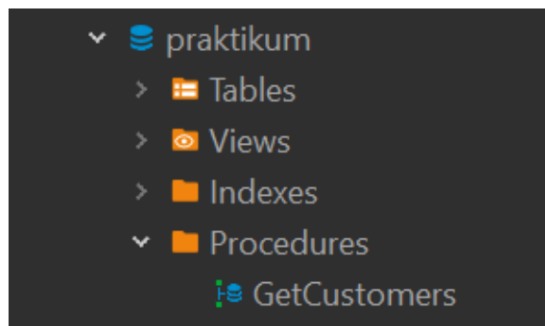 praktikum
Tables
Views
Indexes
Procedures
GetCustomers